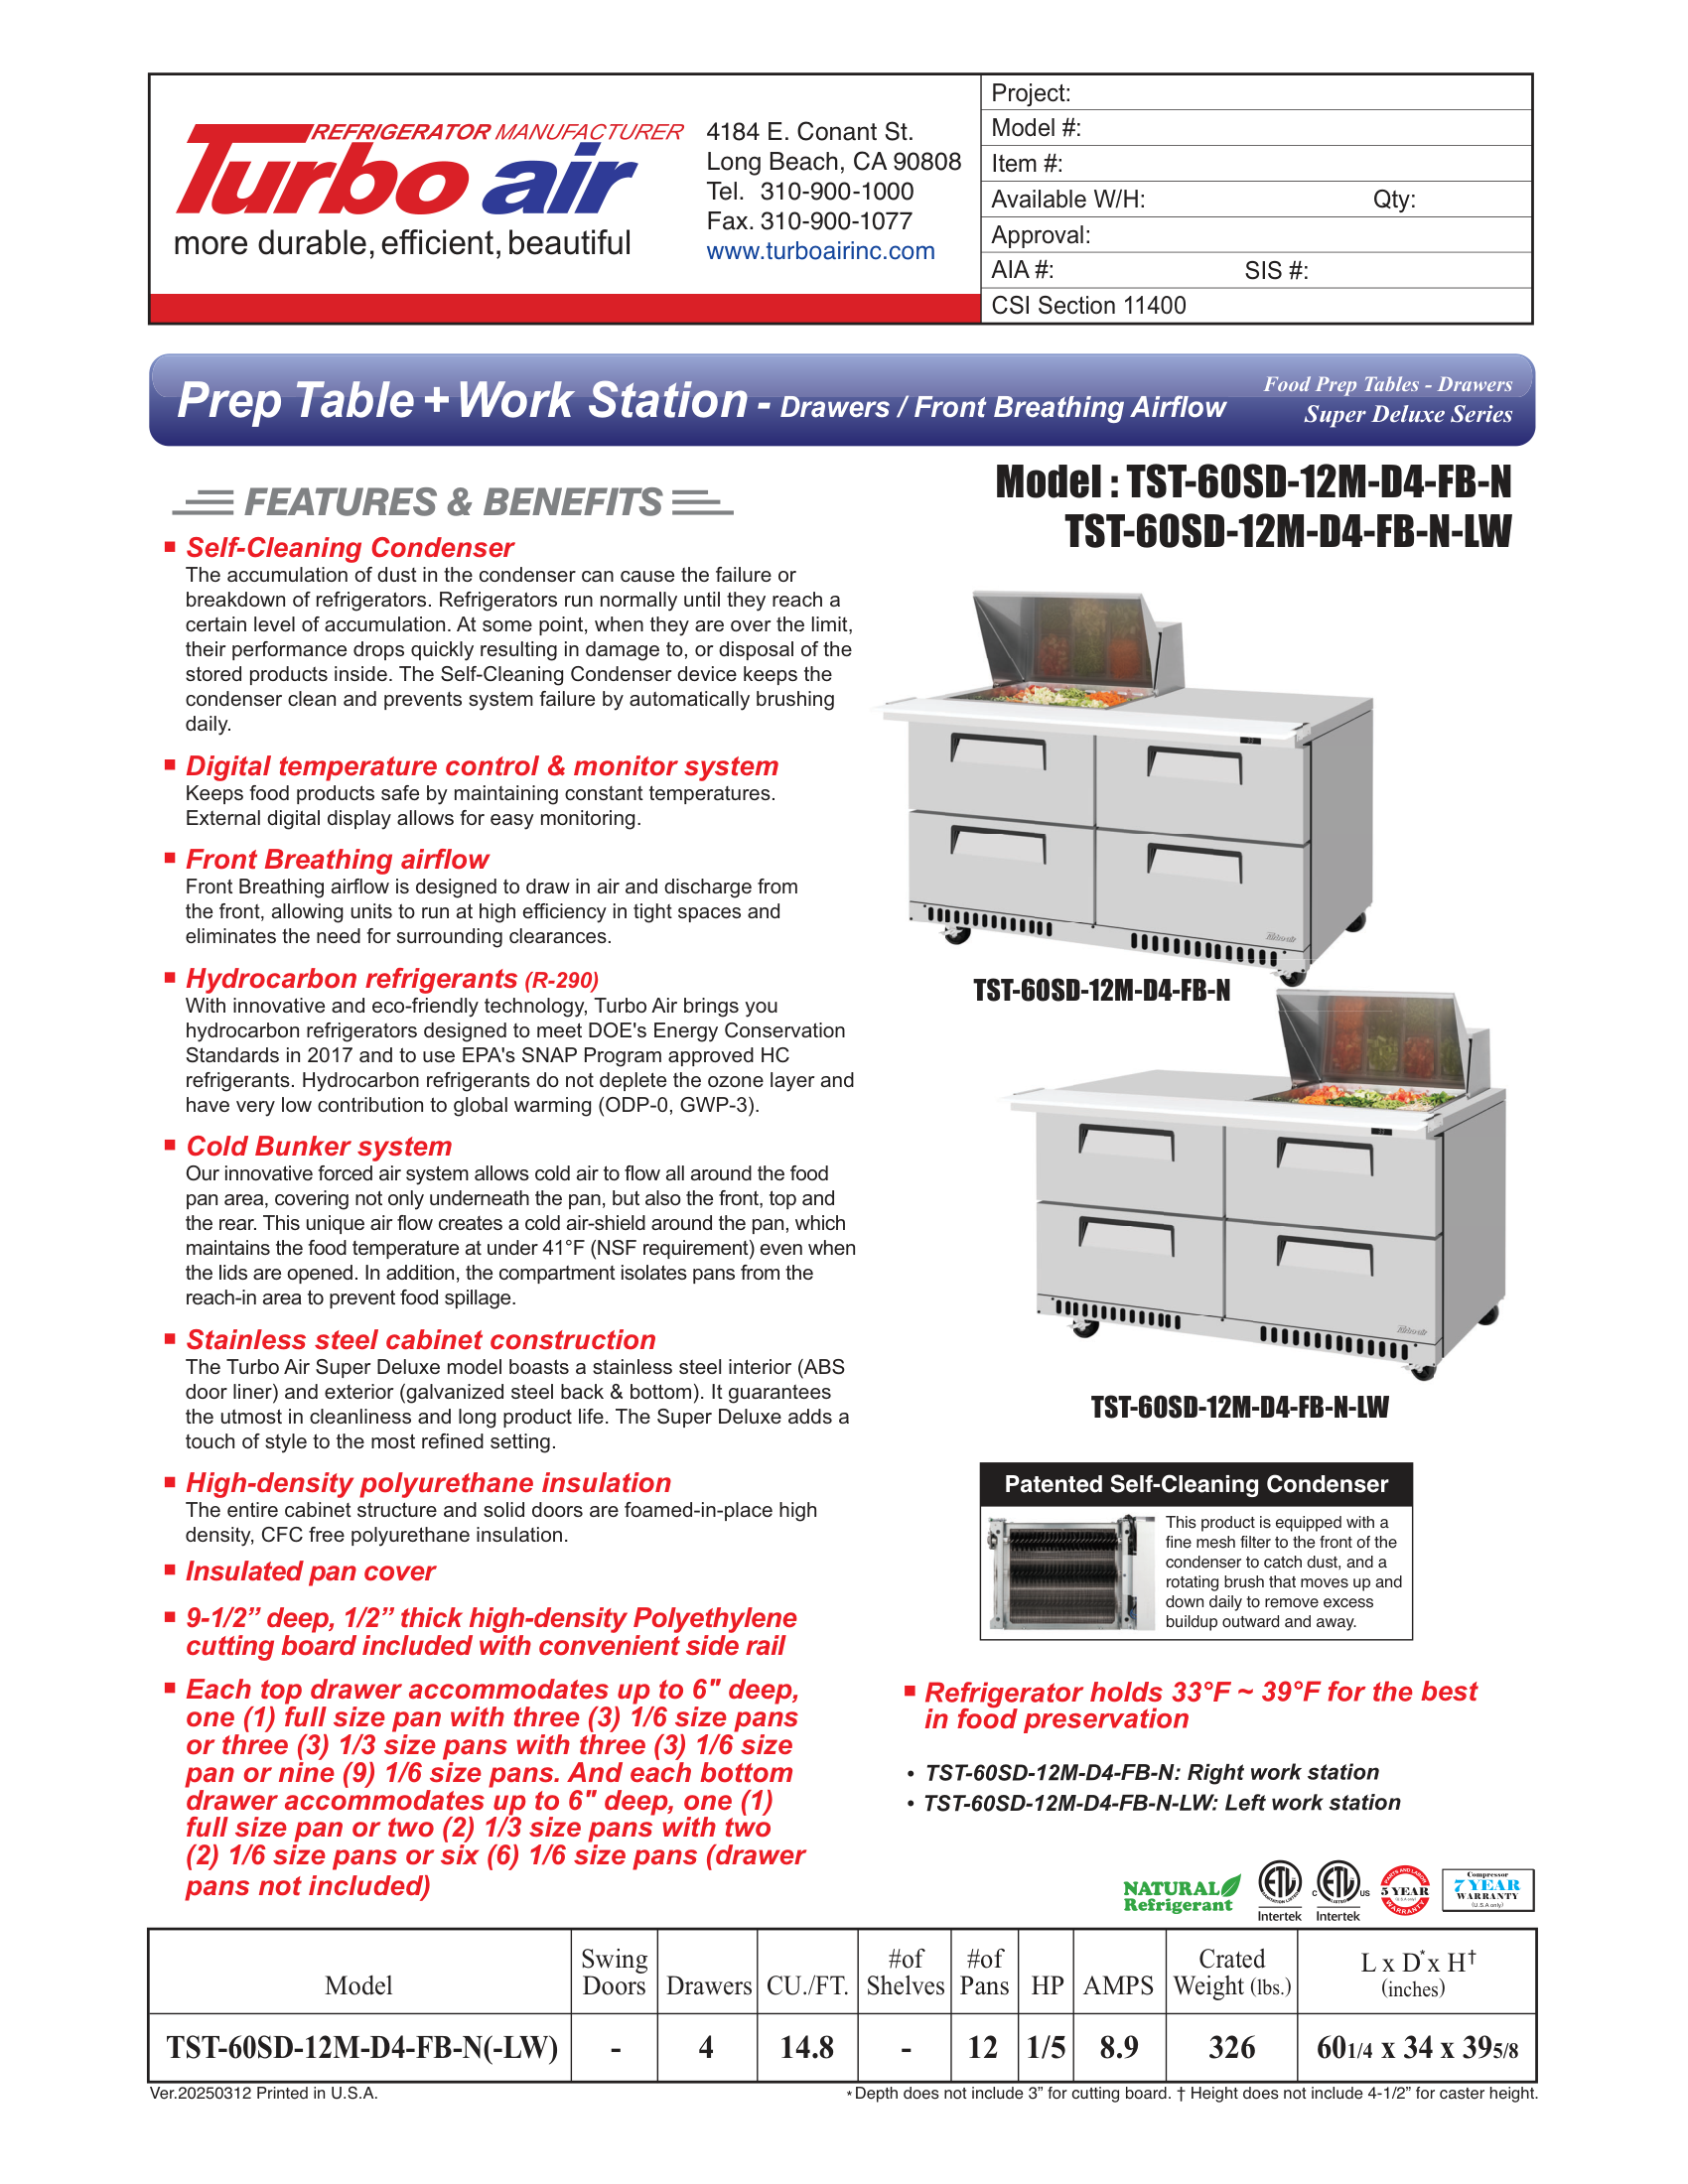 REFRIGERATOR MANUFACTURER
Turbo air
more durable, efficient, beautiful
4184 E. Conant St.
Long Beach, CA 90808
Tel. 310-900-1000
Fax. 310-900-1077
www.turboairinc.com
Project:
Model #:
Item #:
Available W/H: Qty:
Approval:
AIA #: SIS #:
CSI Section 11400
Prep Table + Work Station - Drawers / Front Breathing Airflow
Food Prep Tables - Drawers
Super Deluxe Series
FEATURES & BENEFITS
Self-Cleaning Condenser
The accumulation of dust in the condenser can cause the failure or
breakdown of refrigerators. Refrigerators run normally until they reach a
certain level of accumulation. At some point, when they are over the limit,
their performance drops quickly resulting in damage to, or disposal of the
stored products inside. The Self-Cleaning Condenser device keeps the
condenser clean and prevents system failure by automatically brushing
daily.
Digital temperature control & monitor system
Keeps food products safe by maintaining constant temperatures.
External digital display allows for easy monitoring.
Front Breathing airflow
Front Breathing airflow is designed to draw in air and discharge from
the front, allowing units to run at high efficiency in tight spaces and
eliminates the need for surrounding clearances.
Hydrocarbon refrigerants (R-290)
With innovative and eco-friendly technology, Turbo Air brings you
hydrocarbon refrigerators designed to meet DOE's Energy Conservation
Standards in 2017 and to use EPA's SNAP Program approved HC
refrigerants. Hydrocarbon refrigerants do not deplete the ozone layer and
have very low contribution to global warming (ODP-0, GWP-3).
Cold Bunker system
Our innovative forced air system allows cold air to flow all around the food
pan area, covering not only underneath the pan, but also the front, top and
the rear. This unique air flow creates a cold air-shield around the pan, which
maintains the food temperature at under 41°F (NSF requirement) even when
the lids are opened. In addition, the compartment isolates pans from the
reach-in area to prevent food spillage.
Stainless steel cabinet construction
The Turbo Air Super Deluxe model boasts a stainless steel interior (ABS
door liner) and exterior (galvanized steel back & bottom). It guarantees
the utmost in cleanliness and long product life. The Super Deluxe adds a
touch of style to the most refined setting.
High-density polyurethane insulation
The entire cabinet structure and solid doors are foamed-in-place high
density, CFC free polyurethane insulation.
Insulated pan cover
9-1/2” deep, 1/2” thick high-density Polyethylene
cutting board included with convenient side rail
Each top drawer accommodates up to 6" deep,
one (1) full size pan with three (3) 1/6 size pans
or three (3) 1/3 size pans with three (3) 1/6 size
pan or nine (9) 1/6 size pans. And each bottom
drawer accommodates up to 6" deep, one (1)
full size pan or two (2) 1/3 size pans with two
(2) 1/6 size pans or six (6) 1/6 size pans (drawer
pans not included)
Model : TST-60SD-12M-D4-FB-N
TST-60SD-12M-D4-FB-N-LW
Turbo air
TST-60SD-12M-D4-FB-N
Turbo air
TST-60SD-12M-D4-FB-N-LW
Patented Self-Cleaning Condenser
This product is equipped with a
fine mesh filter to the front of the
condenser to catch dust, and a
rotating brush that moves up and
down daily to remove excess
buildup outward and away.
Refrigerator holds 33°F ~ 39°F for the best
in food preservation
• TST-60SD-12M-D4-FB-N: Right work station
• TST-60SD-12M-D4-FB-N-LW: Left work station
NATURAL
Refrigerant
ETL
Intertek
C ETL US
Intertek
PARTS AND LABOR
5 YEAR
WARRANTY
Compressor
7 YEAR
WARRANTY
(U.S.A only)
Model Swing Doors Drawers CU./FT. #of Shelves #of Pans HP AMPS Crated Weight (lbs.) L x D* x H† (inches)
TST-60SD-12M-D4-FB-N(-LW) - 4 14.8 - 12 1/5 8.9 326 60 1/4 x 34 x 39 5/8
Ver.20250312 Printed in U.S.A.
* Depth does not include 3” for cutting board. † Height does not include 4-1/2” for caster height.